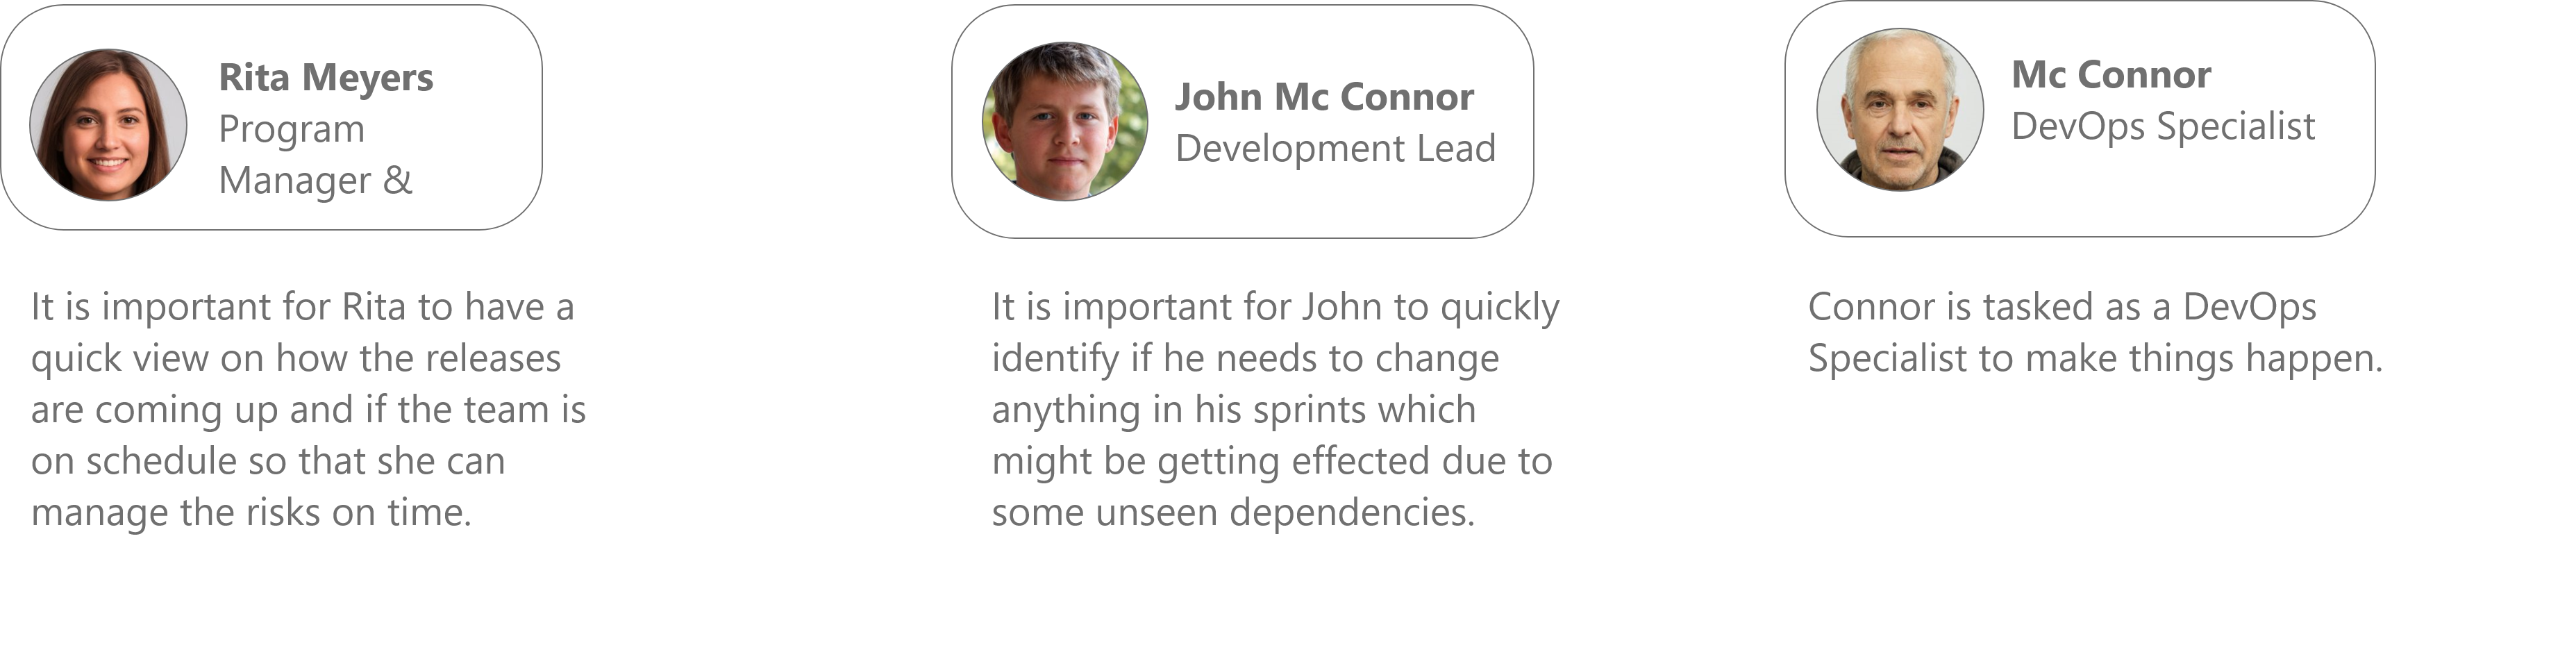 Rita Meyers
Program
Manager &
It is important for Rita to have a
quick view on how the releases
are coming up and if the team is
on schedule so that she can
manage the risks on time.
John Mc Connor
Development Lead
It is important for John to quickly
identify if he needs to change
anything in his sprints which
might be getting effected due to
some unseen dependencies.
Mc Connor
DevOps Specialist
Connor is tasked as a DevOps
Specialist to make things happen.